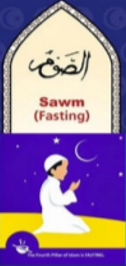 الصَّوْمُ
Sawm
(Fasting)
The Fourth Pillar of Islam is FASTING.